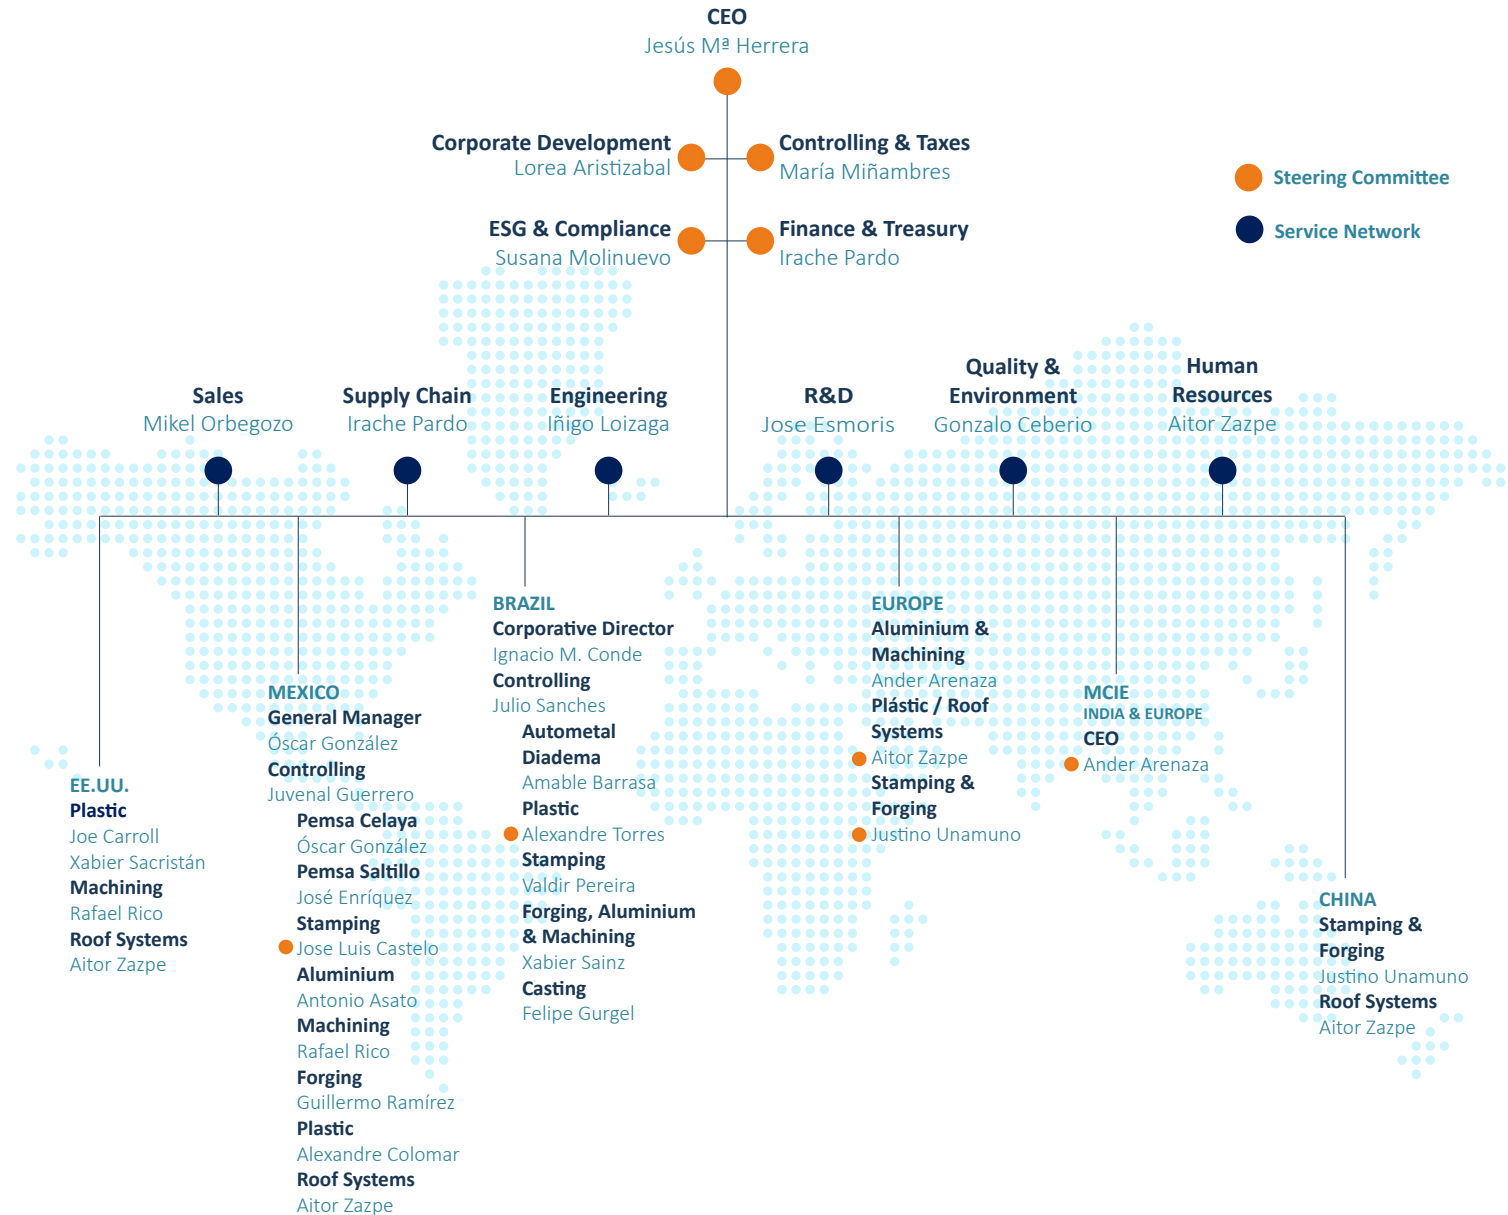 CEO
Jesús Mª Herrera
Corporate Development
Lorea Aristizabal
Controlling & Taxes
María Miñambres
ESG & Compliance
Susana Molinuevo
Finance & Treasury
Irache Pardo
Steering Committee
Service Network
Sales
Mikel Orbegozo
Supply Chain
Irache Pardo
Engineering
Iñigo Loizaga
R&D
Jose Esmoris
Quality &
Environment
Gonzalo Ceberio
Human
Resources
Aitor Zazpe
EE.UU.
Plastic
Joe Carroll
Xabier Sacristán
Machining
Rafael Rico
Roof Systems
Aitor Zazpe
MEXICO
General Manager
Óscar González
Controlling
Juvenal Guerrero
Pemsa Celaya
Óscar González
Pemsa Saltillo
José Enríquez
Stamping
Jose Luis Castelo
Aluminium
Antonio Asato
Machining
Rafael Rico
Forging
Guillermo Ramírez
Plastic
Alexandre Colomar
Roof Systems
Aitor Zazpe
BRAZIL
Corporative Director
Ignacio M. Conde
Controlling
Julio Sanches
Autometal
Diadema
Amable Barrasa
Plastic
Alexandre Torres
Stamping
Valdir Pereira
Forging, Aluminium
& Machining
Xabier Sainz
Casting
Felipe Gurgel
EUROPE
Aluminium &
Machining
Ander Arenaza
Plástic / Roof
Systems
Aitor Zazpe
Stamping &
Forging
Justino Unamuno
MCIE
INDIA & EUROPE
CEO
Ander Arenaza
CHINA
Stamping &
Forging
Justino Unamuno
Roof Systems
Aitor Zazpe